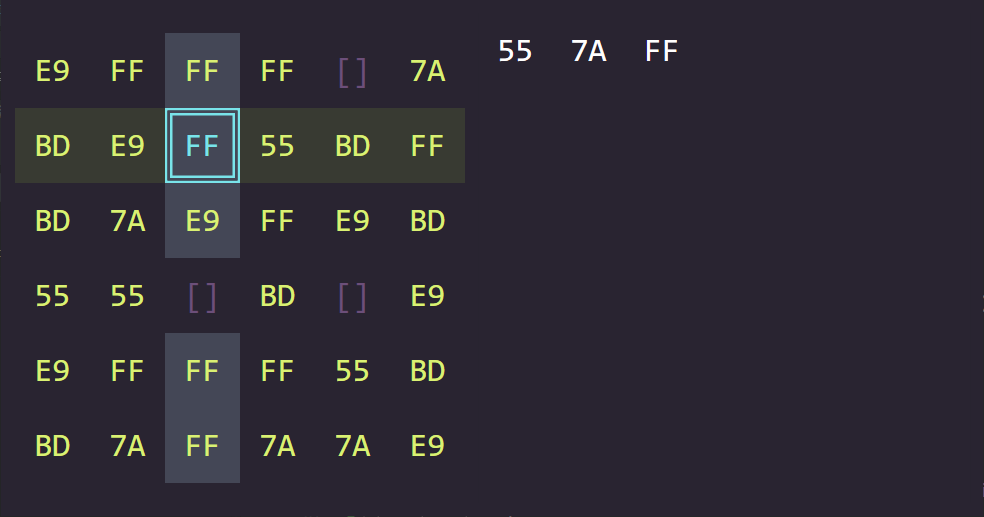 E9 FF FF FF [] 7A
BD E9 FF 55 BD FF
BD 7A E9 FF E9 BD
55 55 [] BD [] E9
E9 FF FF FF 55 BD
BD 7A FF 7A 7A E9
55 7A FF